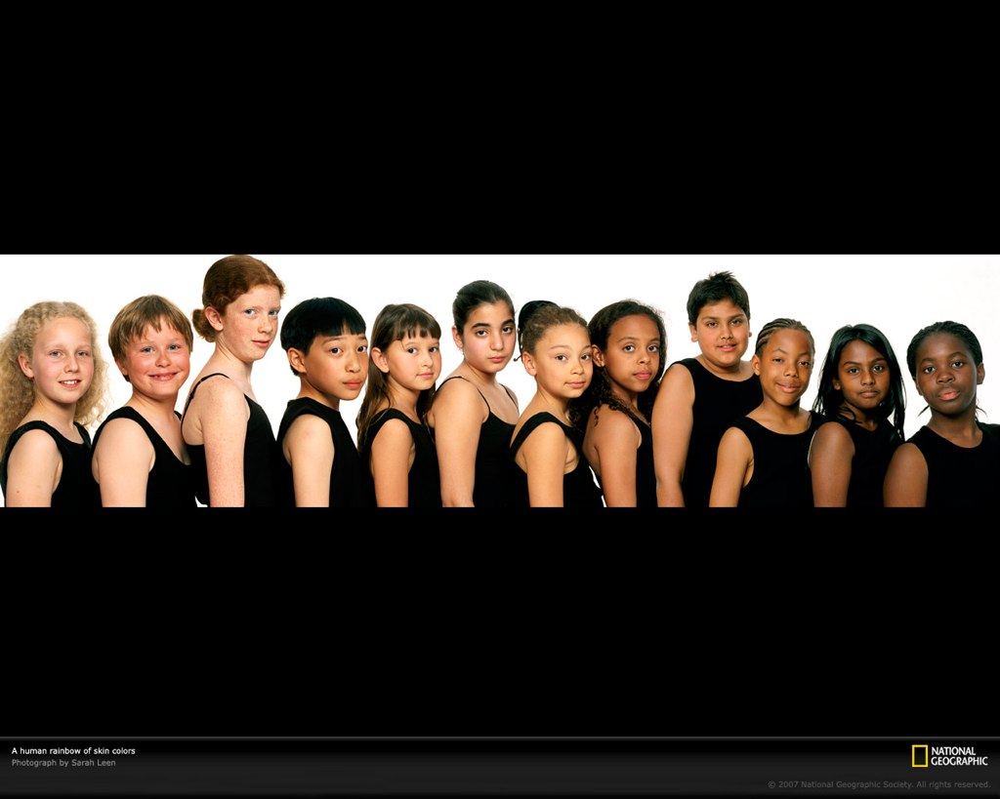 A human rainbow of skin colors
Photograph by Sarah Leen
NATIONAL
GEOGRAPHIC
© 2007 National Geographic Society. All rights reserved.